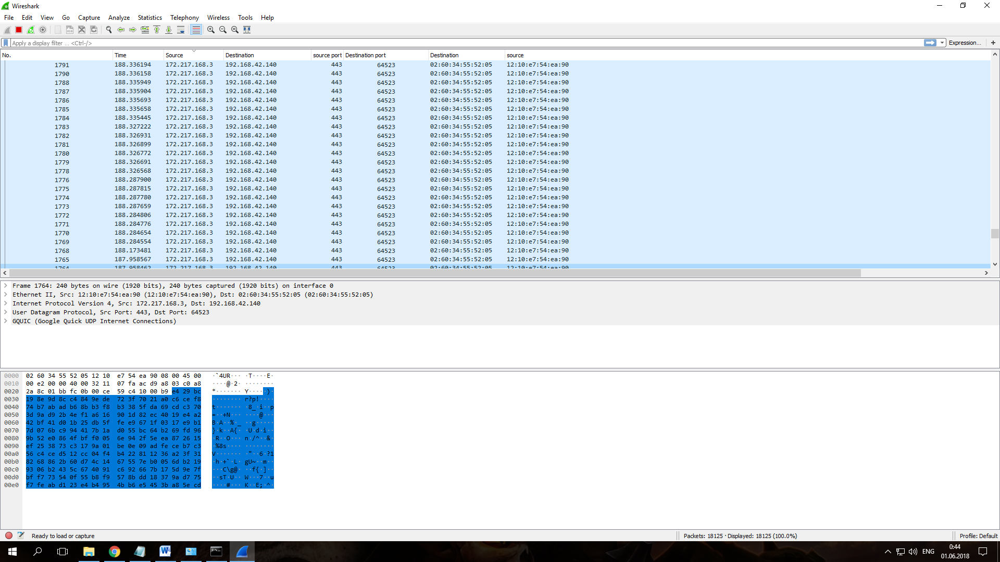 Wireshark
File Edit View Go Capture Analyze Statistics Telephony Wireless Tools Help
Apply a display filter ... <Ctrl-/> Expression... +
No. Time Source Destination source port Destination port Destination source
1791 188.336194 172.217.168.3 192.168.42.140 443 64523 02:60:34:55:52:05 12:10:e7:54:ea:90
1790 188.336158 172.217.168.3 192.168.42.140 443 64523 02:60:34:55:52:05 12:10:e7:54:ea:90
1788 188.335949 172.217.168.3 192.168.42.140 443 64523 02:60:34:55:52:05 12:10:e7:54:ea:90
1787 188.335904 172.217.168.3 192.168.42.140 443 64523 02:60:34:55:52:05 12:10:e7:54:ea:90
1786 188.335693 172.217.168.3 192.168.42.140 443 64523 02:60:34:55:52:05 12:10:e7:54:ea:90
1785 188.335658 172.217.168.3 192.168.42.140 443 64523 02:60:34:55:52:05 12:10:e7:54:ea:90
1784 188.335445 172.217.168.3 192.168.42.140 443 64523 02:60:34:55:52:05 12:10:e7:54:ea:90
1783 188.327222 172.217.168.3 192.168.42.140 443 64523 02:60:34:55:52:05 12:10:e7:54:ea:90
1782 188.326931 172.217.168.3 192.168.42.140 443 64523 02:60:34:55:52:05 12:10:e7:54:ea:90
1781 188.326899 172.217.168.3 192.168.42.140 443 64523 02:60:34:55:52:05 12:10:e7:54:ea:90
1780 188.326772 172.217.168.3 192.168.42.140 443 64523 02:60:34:55:52:05 12:10:e7:54:ea:90
1779 188.326691 172.217.168.3 192.168.42.140 443 64523 02:60:34:55:52:05 12:10:e7:54:ea:90
1778 188.326568 172.217.168.3 192.168.42.140 443 64523 02:60:34:55:52:05 12:10:e7:54:ea:90
1776 188.287900 172.217.168.3 192.168.42.140 443 64523 02:60:34:55:52:05 12:10:e7:54:ea:90
1775 188.287815 172.217.168.3 192.168.42.140 443 64523 02:60:34:55:52:05 12:10:e7:54:ea:90
1774 188.287780 172.217.168.3 192.168.42.140 443 64523 02:60:34:55:52:05 12:10:e7:54:ea:90
1773 188.287659 172.217.168.3 192.168.42.140 443 64523 02:60:34:55:52:05 12:10:e7:54:ea:90
1772 188.284806 172.217.168.3 192.168.42.140 443 64523 02:60:34:55:52:05 12:10:e7:54:ea:90
1771 188.284776 172.217.168.3 192.168.42.140 443 64523 02:60:34:55:52:05 12:10:e7:54:ea:90
1770 188.284654 172.217.168.3 192.168.42.140 443 64523 02:60:34:55:52:05 12:10:e7:54:ea:90
1769 188.284554 172.217.168.3 192.168.42.140 443 64523 02:60:34:55:52:05 12:10:e7:54:ea:90
1768 188.173481 172.217.168.3 192.168.42.140 443 64523 02:60:34:55:52:05 12:10:e7:54:ea:90
1765 187.958567 172.217.168.3 192.168.42.140 443 64523 02:60:34:55:52:05 12:10:e7:54:ea:90
1764 187.958462 172.217.168.3 192.168.42.140 443 64523 02:60:34:55:52:05 12:10:e7:54:ea:90
Frame 1764: 240 bytes on wire (1920 bits), 240 bytes captured (1920 bits) on interface 0
Ethernet II, Src: 12:10:e7:54:ea:90 (12:10:e7:54:ea:90), Dst: 02:60:34:55:52:05 (02:60:34:55:52:05)
Internet Protocol Version 4, Src: 172.217.168.3, Dst: 192.168.42.140
User Datagram Protocol, Src Port: 443, Dst Port: 64523
GQUIC (Google Quick UDP Internet Connections)
0000 02 60 34 55 52 05 12 10 e7 54 ea 90 08 00 45 00 ·`4UR··· ·T····E·
0010 00 e2 00 00 40 00 32 11 07 fa ac d9 a8 03 c0 a8 ····@·2· ········
0020 2a 8c 01 bb fc 0b 00 ce 59 c4 10 00 b9 e4 29 bc *······· Y·····)·
0030 19 8e 9d 8c c4 84 9e de 72 3f 70 21 a0 c6 ce f8 ········ r?p!····
0040 74 b7 ab ad b6 8b b3 f8 b3 38 5f da 69 cd c3 70 t······· ·8_·i··p
0050 3d 9a d9 2b 4e f1 a6 16 90 1d 82 ec 40 19 e4 a2 =··+N··· ····@···
0060 42 bf 41 d0 1b 25 db 5f fe e9 67 1f 03 17 e9 b1 B·A··%·_ ··g·····
0070 7d 07 6b c9 94 41 7b 1a d0 55 bc 64 b2 69 fd 96 }·k··A{· ·U·d·i··
0080 9b 52 e0 86 4f bf f0 05 6e 94 2f 5e ea 87 26 15 ·R··O··· n·/^··&·
0090 ef 25 38 73 c3 17 9a 01 be 0e 09 ad fe ce b7 c3 ·%8s···· ········
00a0 56 c4 ce d5 12 cc 04 f4 b4 22 81 12 36 a2 3f 31 V······· ·"··6·?1
00b0 82 68 86 2b 60 d7 4c 14 67 55 7e b0 05 6d b2 19 ·h·+`·L· gU~··m··
00c0 93 06 b2 43 5c 67 40 91 c6 92 66 7b 17 5d 9e 7f ···C\g@· ··f{·]··
00d0 bf f7 73 54 0f 55 b8 f9 57 8b dd 18 37 9a d7 75 ··sT·U·· W···7··u
00e0 f7 fe ab d1 23 e4 b4 95 4b b6 e5 45 3b a8 5e cd ····#··· K··E;·^·
Ready to load or capture Packets: 18125 · Displayed: 18125 (100.0%) Profile: Default
ENG 0:44
01.06.2018